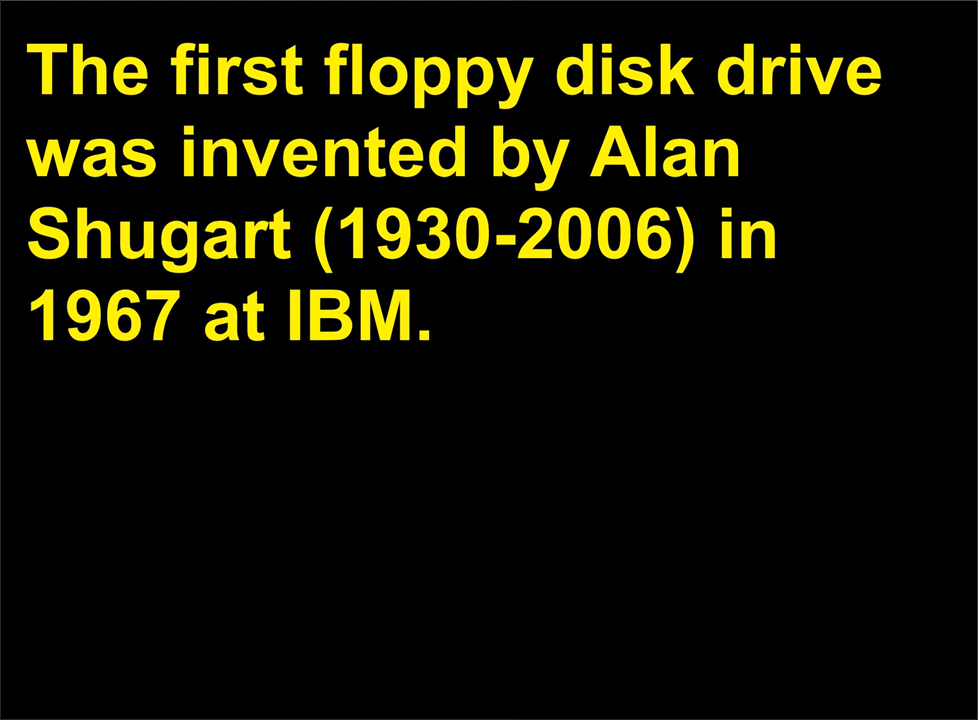 The first floppy disk drive
was invented by Alan
Shugart (1930-2006) in
1967 at IBM.